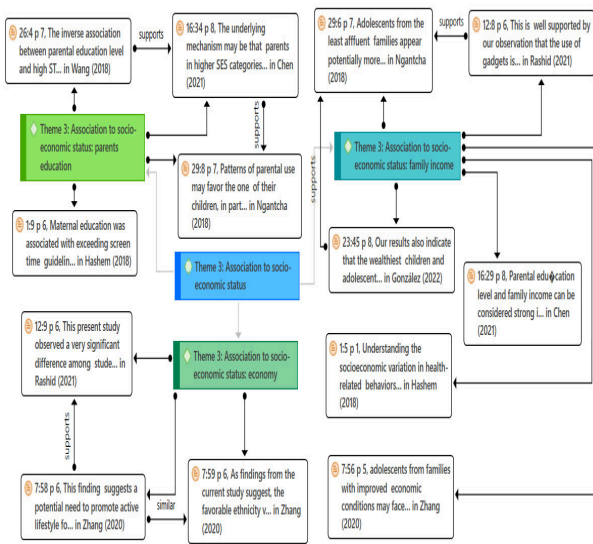 26:4 p 7, The inverse association
between parental education level
and high ST... in Wang (2018)
supports
16:34 p 8, The underlying
mechanism may be that parents
in higher SES categories... in Chen
(2021)
29:6 p 7, Adolescents from the
least affluent families appear
potentially more... in Ngantcha
(2018)
supports
12:8 p 6, This is well supported by
our observation that the use of
gadgets is... in Rashid (2021)
Theme 3: Association to socio-
economic status: parents
education
supports
supports
Theme 3: Association to socio-
economic status: family income
29:8 p 7, Patterns of parental use
may favor the one of their
children, in part... in Ngantcha
(2018)
1:9 p 6, Maternal education was
associated with exceeding screen
time guidelin... in Hashem (2018)
Theme 3: Association to socio-
economic status
23:45 p 8, Our results also indicate
that the wealthiest children and
adolescent... in González (2022)
16:29 p 8, Parental edu�cation
level and family income can be
considered strong i... in Chen
(2021)
12:9 p 6, This present study
observed a very significant
difference among stude... in
Rashid (2021)
Theme 3: Association to socio-
economic status: economy
1:5 p 1, Understanding the
socioeconomic variation in health-
related behaviors... in Hashem
(2018)
supports
7:58 p 6, This finding suggests a
potential need to promote active
lifestyle fo... in Zhang (2020)
similar
7:59 p 6, As findings from the
current study suggest, the
favorable ethnicity v... in Zhang
(2020)
7:56 p 5, adolescents from families
with improved economic
conditions may face... in Zhang
(2020)